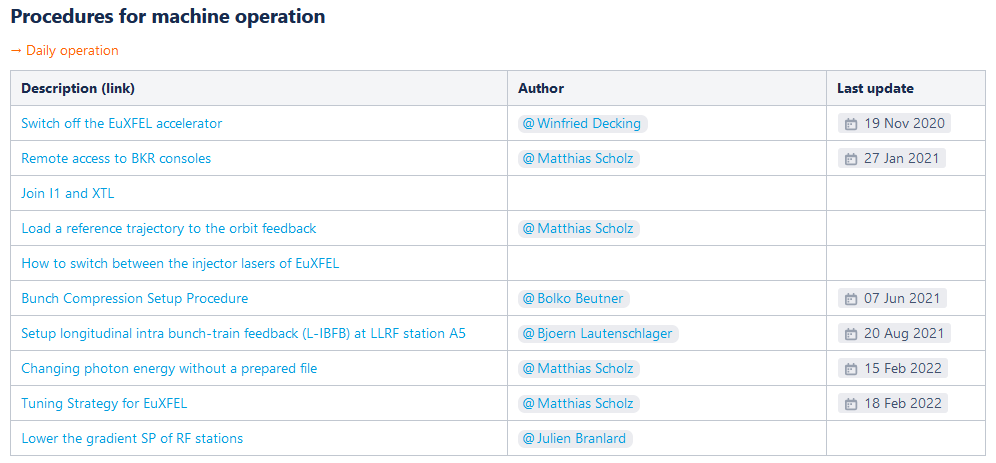 Procedures for machine operation
→ Daily operation
Description (link) Author Last update
Switch off the EuXFEL accelerator @Winfried Decking 19 Nov 2020
Remote access to BKR consoles @Matthias Scholz 27 Jan 2021
Join I1 and XTL
Load a reference trajectory to the orbit feedback @Matthias Scholz
How to switch between the injector lasers of EuXFEL
Bunch Compression Setup Procedure @Bolko Beutner 07 Jun 2021
Setup longitudinal intra bunch-train feedback (L-IBFB) at LLRF station A5 @Bjoern Lautenschlager 20 Aug 2021
Changing photon energy without a prepared file @Matthias Scholz 15 Feb 2022
Tuning Strategy for EuXFEL @Matthias Scholz 18 Feb 2022
Lower the gradient SP of RF stations @Julien Branlard